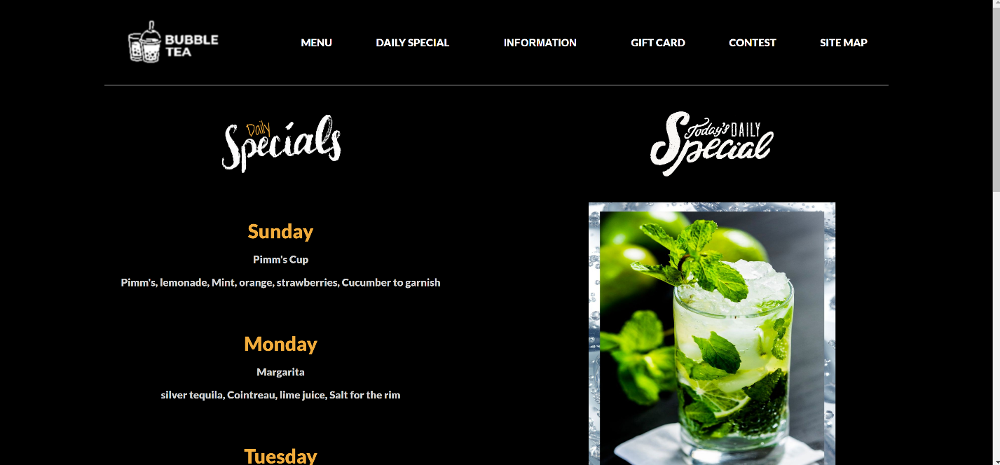 BUBBLE
TEA
MENU
DAILY SPECIAL
INFORMATION
GIFT CARD
CONTEST
SITE MAP
Daily
Specials
Today's DAILY
Special
Sunday
Pimm's Cup
Pimm's, lemonade, Mint, orange, strawberries, Cucumber to garnish
Monday
Margarita
silver tequila, Cointreau, lime juice, Salt for the rim
Tuesday